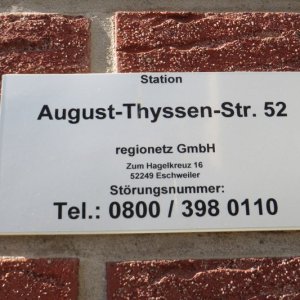 Station
August-Thyssen-Str. 52
regionetz GmbH
Zum Hagelkreuz 16
52249 Eschweiler
Störungsnummer:
Tel.: 0800 / 398 0110